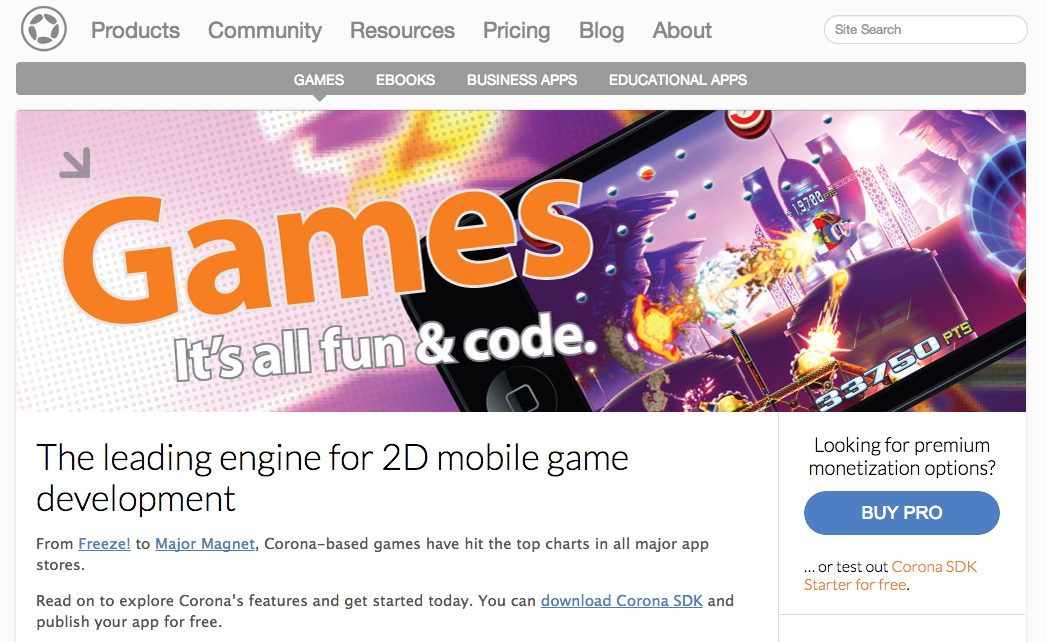 Products Community Resources Pricing Blog About
Site Search
GAMES EBOOKS BUSINESS APPS EDUCATIONAL APPS
Games
It's all fun & code.
+19700 PTS
33750 PTS
The leading engine for 2D mobile game
development
From Freeze! to Major Magnet, Corona-based games have hit the top charts in all major app
stores.
Read on to explore Corona's features and get started today. You can download Corona SDK and
publish your app for free.
Looking for premium
monetization options?
BUY PRO
... or test out Corona SDK
Starter for free.